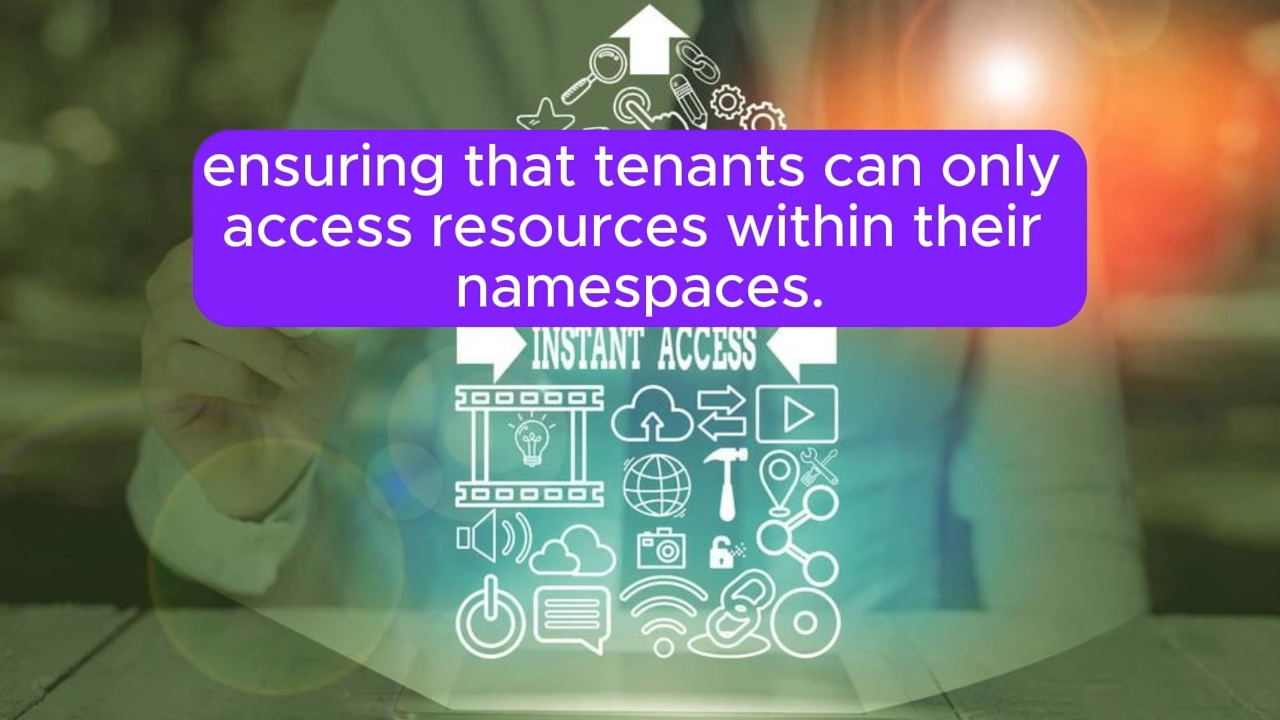 ensuring that tenants can only
access resources within their
namespaces.
INSTANT ACCESS